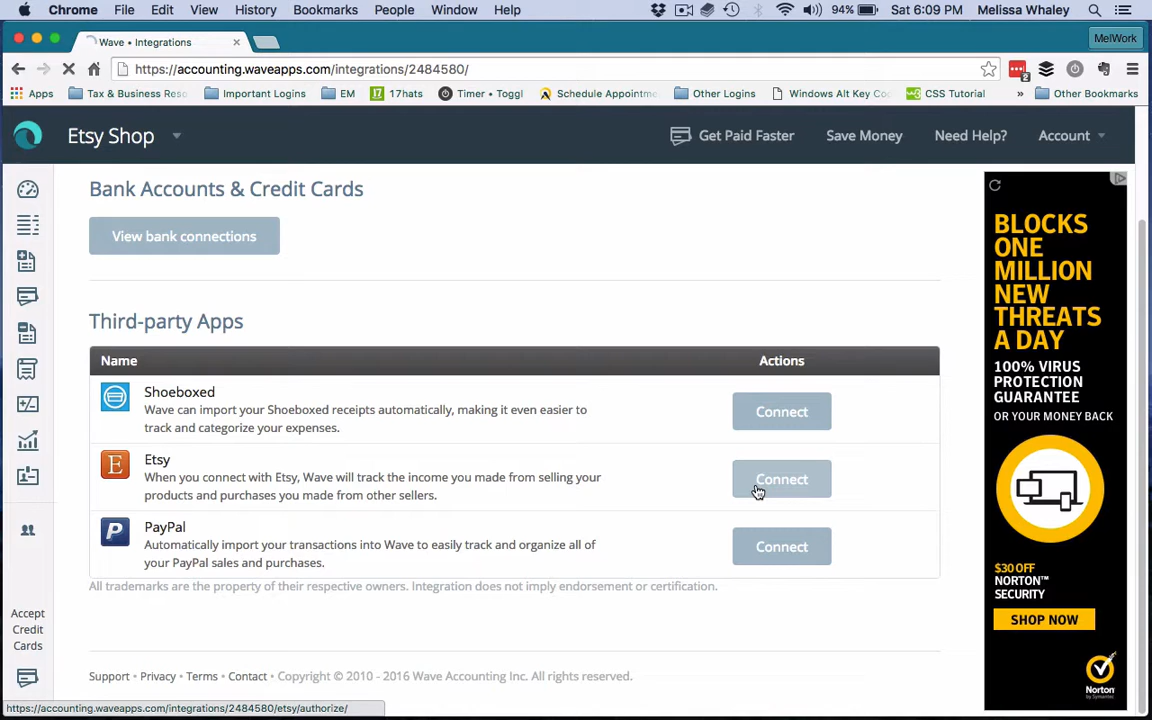 Chrome File Edit View History Bookmarks People Window Help 94% Sat 6:09 PM Melissa Whaley
Wave • Integrations
MelWork
https://accounting.waveapps.com/integrations/2484580/
2
Apps Tax & Business Reso Important Logins EM 17hats Timer • Toggl Schedule Appointme Other Logins Windows Alt Key Co CSS Tutorial » Other Bookmarks
Etsy Shop Get Paid Faster Save Money Need Help? Account
Bank Accounts & Credit Cards
View bank connections
Third-party Apps
Name Actions
Shoeboxed
Wave can import your Shoeboxed receipts automatically, making it even easier to
track and categorize your expenses.
Connect
E
Etsy
When you connect with Etsy, Wave will track the income you made from selling your
products and purchases you made from other sellers.
Connect
P
PayPal
Automatically import your transactions into Wave to easily track and organize all of
your PayPal sales and purchases.
Connect
All trademarks are the property of their respective owners. Integration does not imply endorsement or certification.
Support · Privacy · Terms · Contact · Copyright © 2010 - 2016 Wave Accounting Inc. All rights reserved.
Accept
Credit
Cards
https://accounting.waveapps.com/integrations/2484580/etsy/authorize/
BLOCKS
ONE
MILLION
NEW
THREATS
A DAY
100% VIRUS
PROTECTION
GUARANTEE
OR YOUR MONEY BACK
$30 OFF
NORTON™
SECURITY
SHOP NOW
Norton
by Symantec